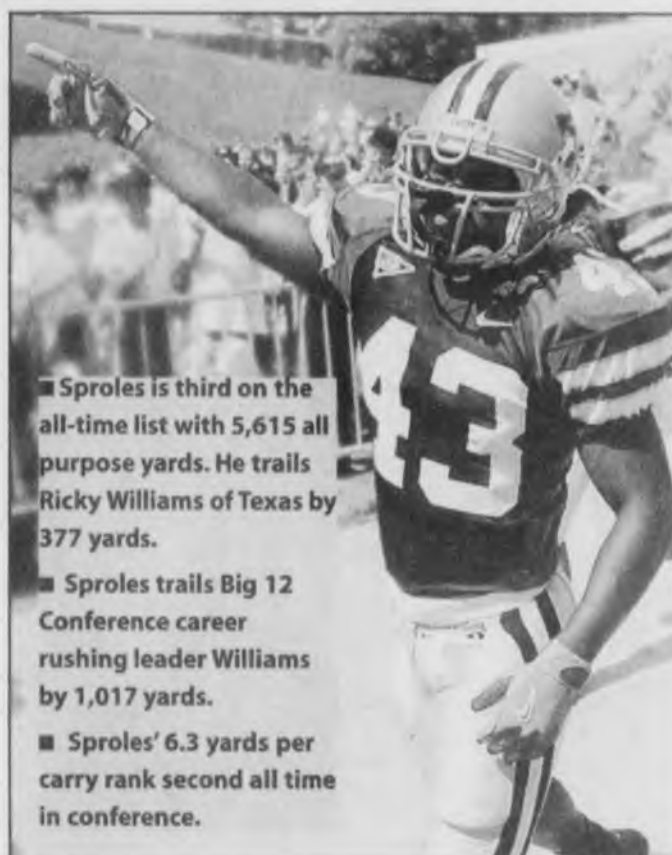 ■ Sproles is third on the
all-time list with 5,615 all
purpose yards. He trails
Ricky Williams of Texas by
377 yards.
■ Sproles trails Big 12
Conference career
rushing leader Williams
by 1,017 yards.
■ Sproles' 6.3 yards per
carry rank second all time
in conference.
43